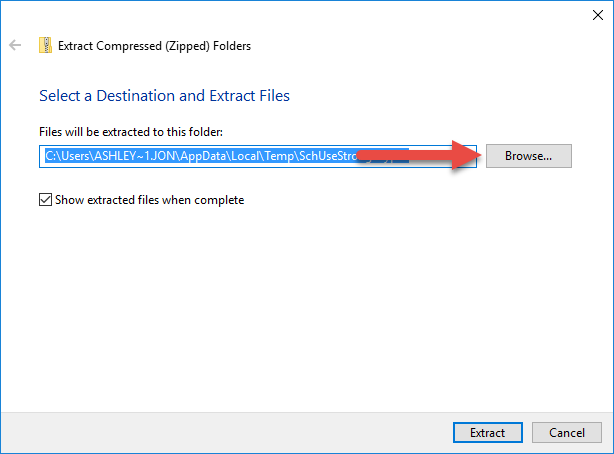 Extract Compressed (Zipped) Folders
Select a Destination and Extract Files
Files will be extracted to this folder:
C:\Users\ASHLEY~1.JON\AppData\Local\Temp\SchUseStro
Browse...
Show extracted files when complete
Extract
Cancel